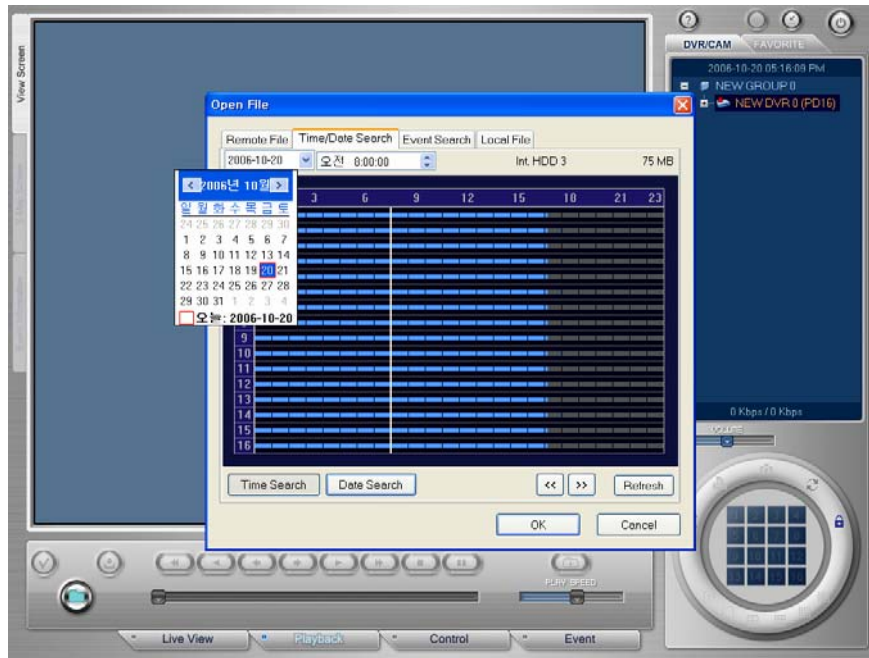 View Screen
DVR/CAM
FAVORITE
2006-10-20 05:16:09 PM
NEW GROUP 0
NEW DVR 0 (PD16)
Open File
Remote File
Time/Date Search
Event Search
Local File
2006-10-20
오전 8:00:00
Int. HDD 3
75 MB
2006년 10월
일 월 화 수 목 금 토
24 25 26 27 28 29 30
1 2 3 4 5 6 7
8 9 10 11 12 13 14
15 16 17 18 19 20 21
22 23 24 25 26 27 28
29 30 31 1 2 3 4
오늘: 2006-10-20
3 6 9 12 15 18 21 23
9
10
11
12
13
14
15
16
Time Search
Date Search
<<
>>
Refresh
OK
Cancel
0 Kbps / 0 Kbps
VOLUME
PLAY SPEED
Live View
Playback
Control
Event